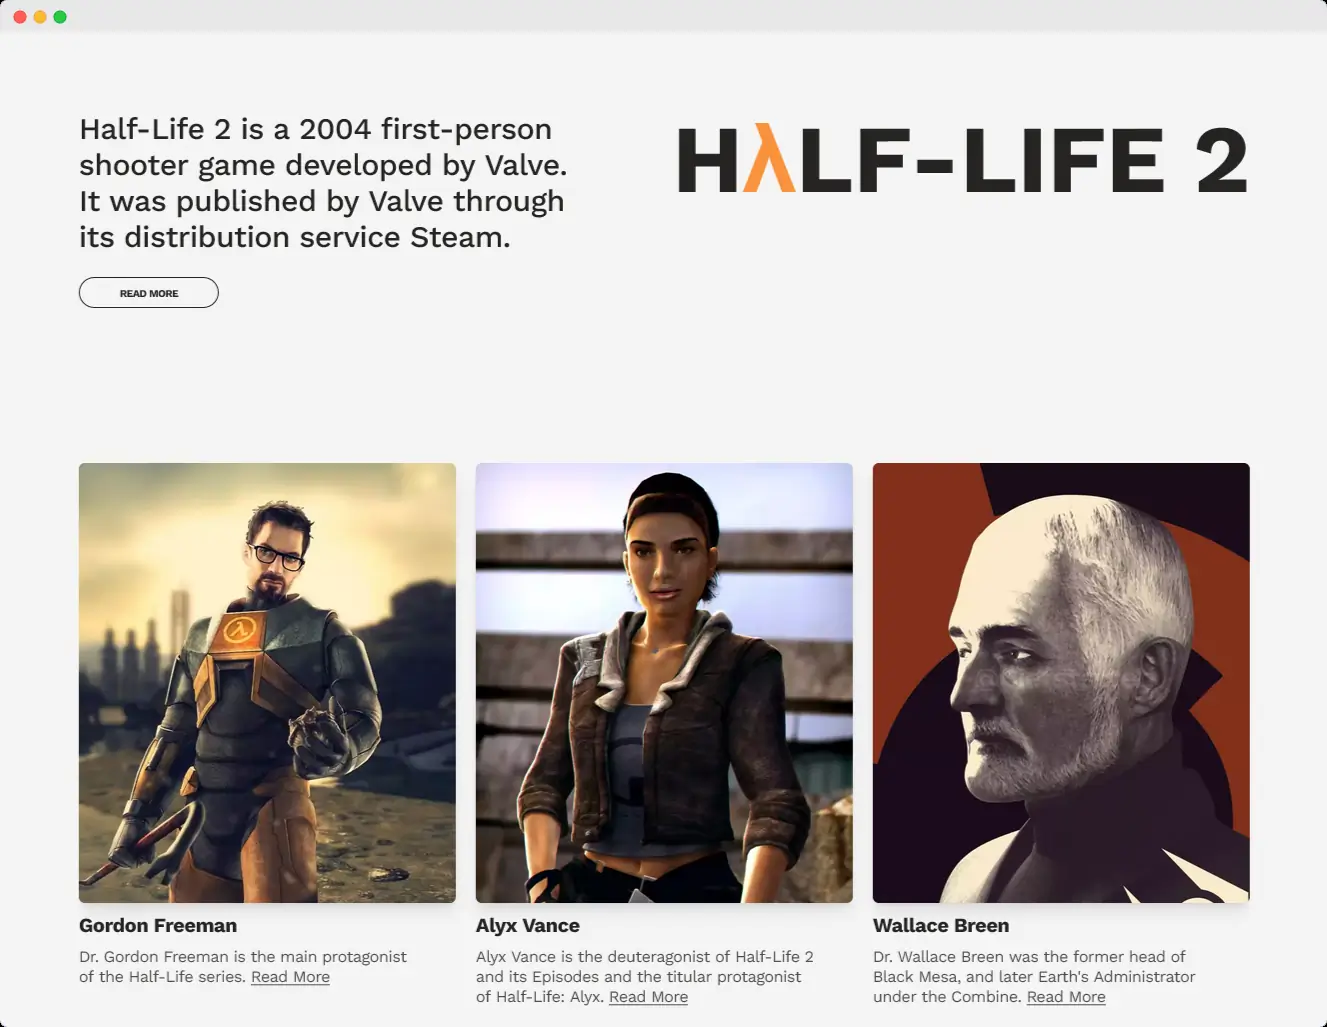 Half-Life 2 is a 2004 first-person
shooter game developed by Valve.
It was published by Valve through
its distribution service Steam.
READ MORE
HλLF-LIFE 2
Gordon Freeman
Dr. Gordon Freeman is the main protagonist
of the Half-Life series. Read More
Alyx Vance
Alyx Vance is the deuteragonist of Half-Life 2
and its Episodes and the titular protagonist
of Half-Life: Alyx. Read More
Wallace Breen
Dr. Wallace Breen was the former head of
Black Mesa, and later Earth's Administrator
under the Combine. Read More